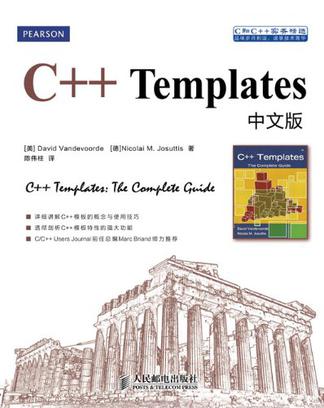 PEARSON
C和C++实务精选
C++ Templates
中文版
[美] David Vandevoorde [德]Nicolai M. Josuttis 著
陈伟柱 译
C++ Templates: The Complete Guide
C++ Templates
The Complete Guide
David Vandevoorde
Nicolai M. Josuttis
■ 详细讲解C++模板的概念与使用技巧
■ 透彻剖析C++模板特性的强大功能
■ C/C++ Users Journal前任总编Marc Briand倾力推荐
人民邮电出版社
POSTS & TELECOM PRESS